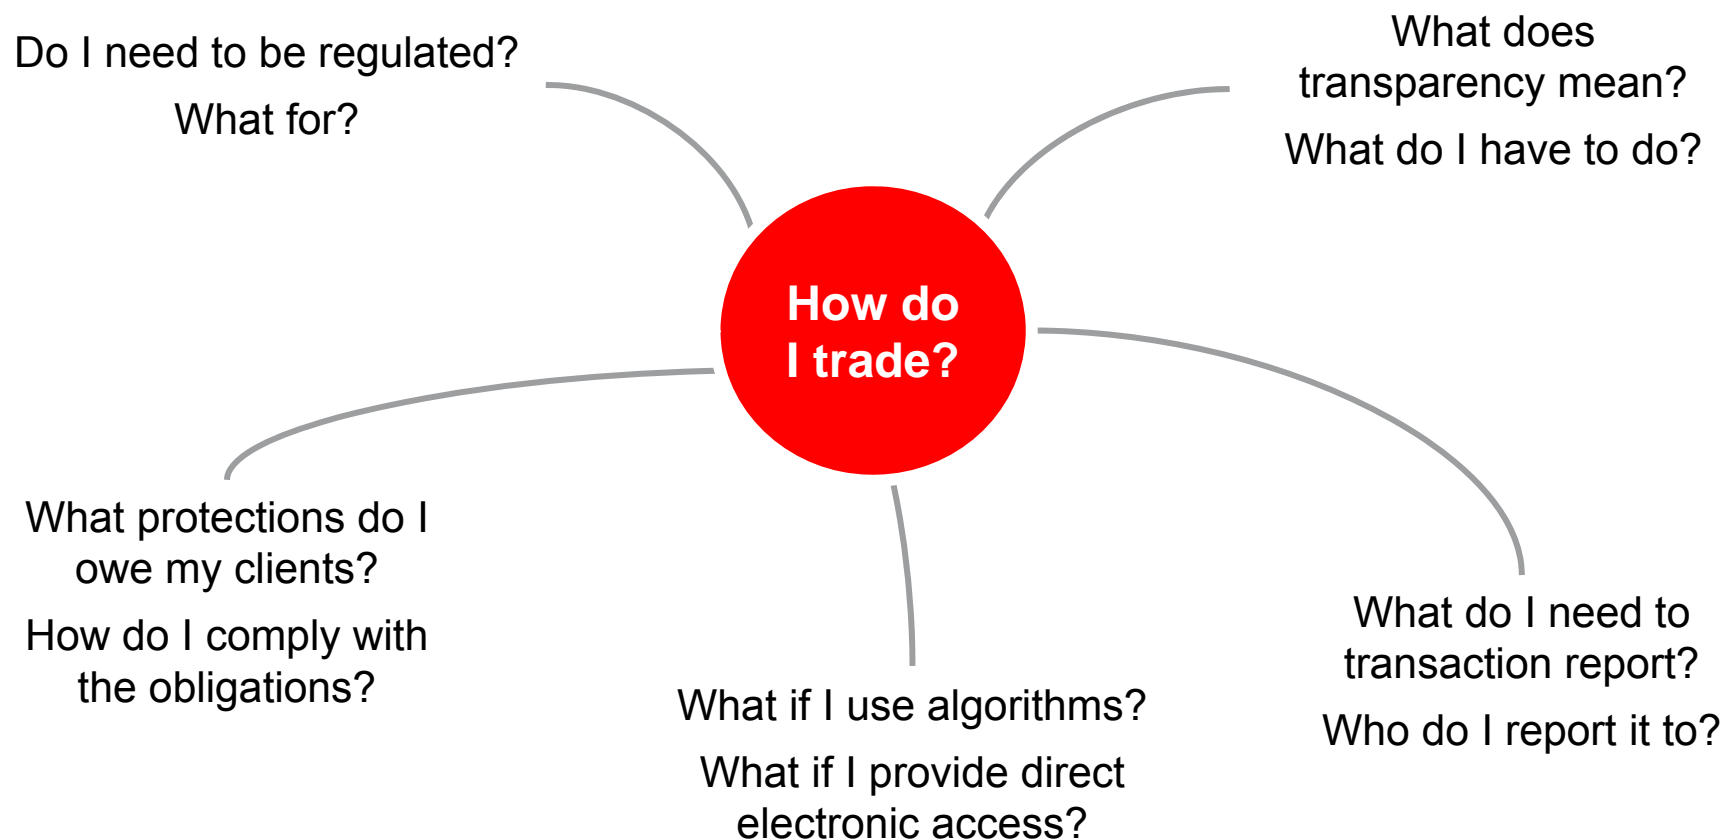 Do I need to be regulated?
What for?
What does
transparency mean?
What do I have to do?
How do
I trade?
What protections do I
owe my clients?
How do I comply with
the obligations?
What if I use algorithms?
What if I provide direct
electronic access?
What do I need to
transaction report?
Who do I report it to?